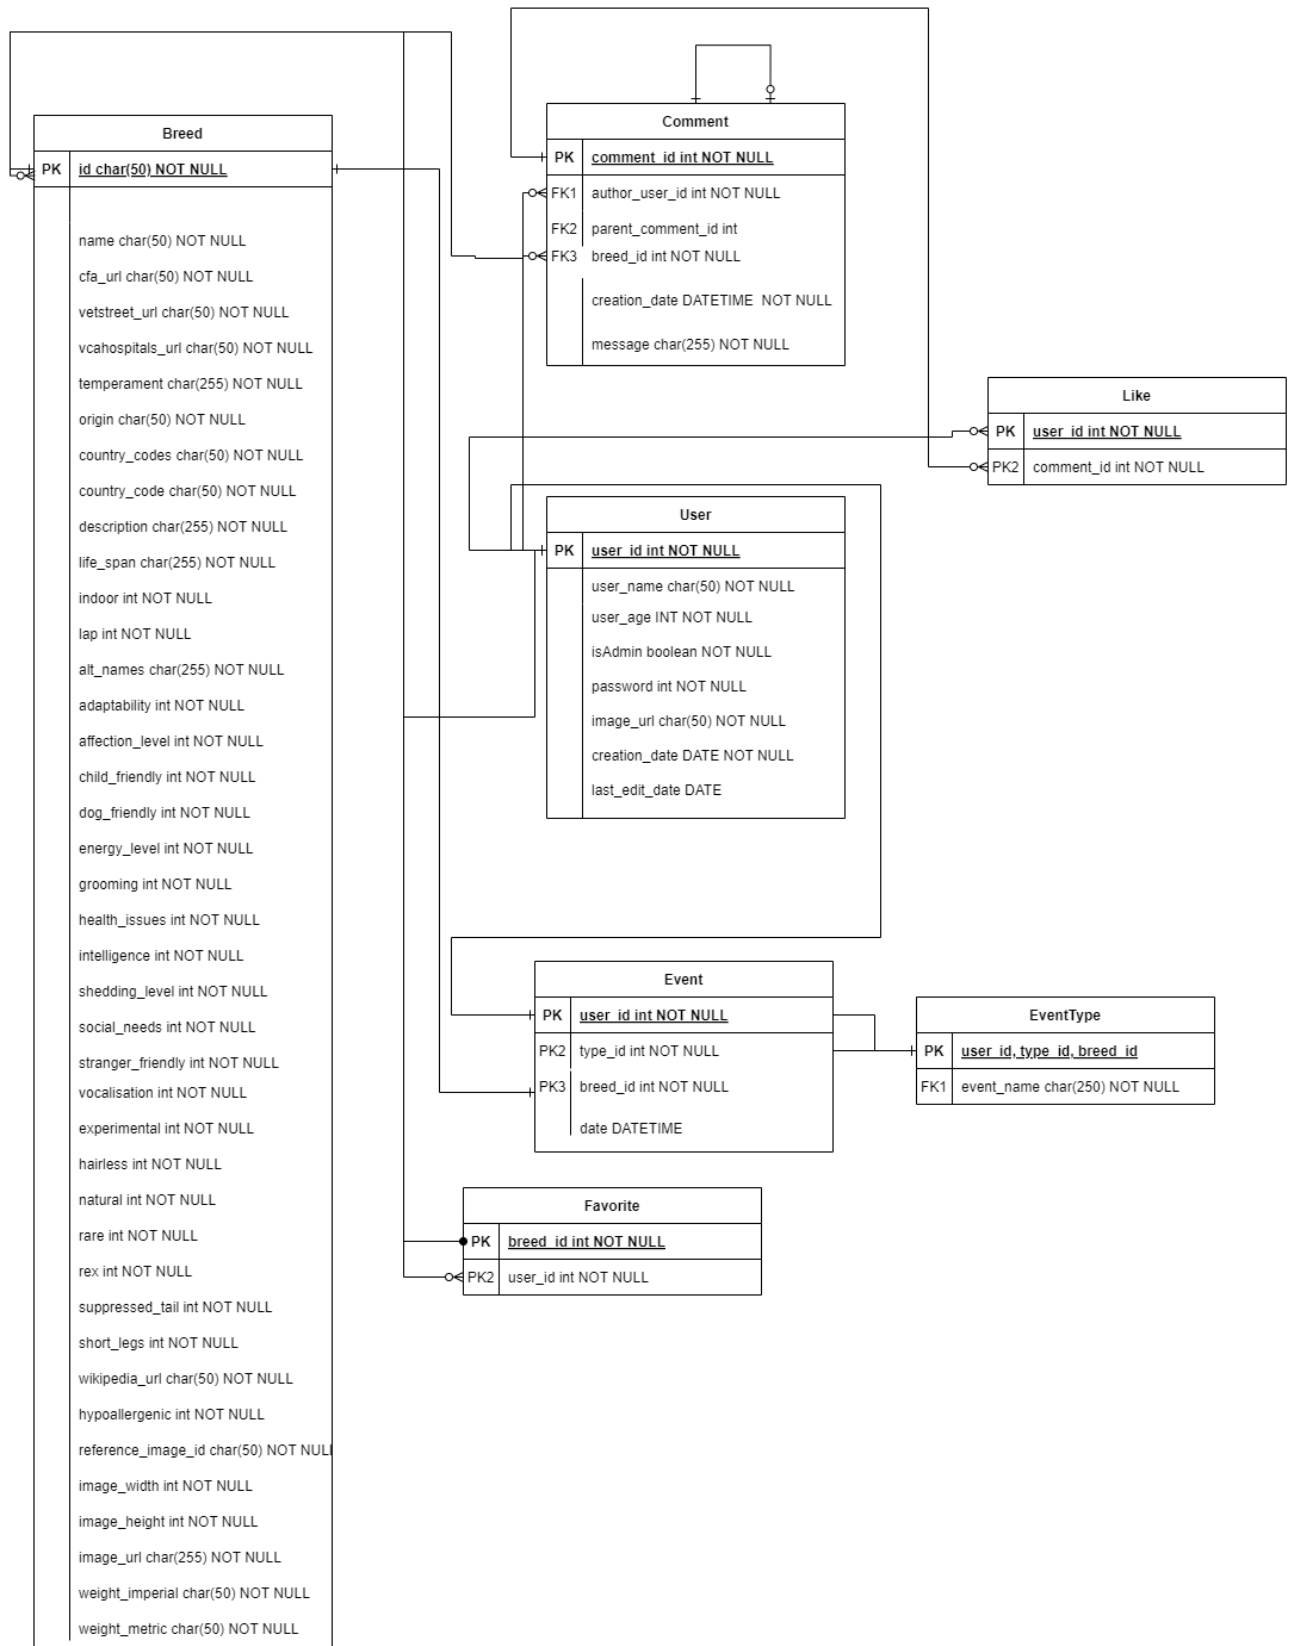 Breed
PK id char(50) NOT NULL
name char(50) NOT NULL
cfa_url char(50) NOT NULL
vetstreet_url char(50) NOT NULL
vcahospitals_url char(50) NOT NULL
temperament char(255) NOT NULL
origin char(50) NOT NULL
country_codes char(50) NOT NULL
country_code char(50) NOT NULL
description char(255) NOT NULL
life_span char(255) NOT NULL
indoor int NOT NULL
lap int NOT NULL
alt_names char(255) NOT NULL
adaptability int NOT NULL
affection_level int NOT NULL
child_friendly int NOT NULL
dog_friendly int NOT NULL
energy_level int NOT NULL
grooming int NOT NULL
health_issues int NOT NULL
intelligence int NOT NULL
shedding_level int NOT NULL
social_needs int NOT NULL
stranger_friendly int NOT NULL
vocalisation int NOT NULL
experimental int NOT NULL
hairless int NOT NULL
natural int NOT NULL
rare int NOT NULL
rex int NOT NULL
suppressed_tail int NOT NULL
short_legs int NOT NULL
wikipedia_url char(50) NOT NULL
hypoallergenic int NOT NULL
reference_image_id char(50) NOT NULL
image_width int NOT NULL
image_height int NOT NULL
image_url char(255) NOT NULL
weight_imperial char(50) NOT NULL
weight_metric char(50) NOT NULL
Comment
PK comment_id int NOT NULL
FK1 author_user_id int NOT NULL
FK2 parent_comment_id int
FK3 breed_id int NOT NULL
creation_date DATETIME NOT NULL
message char(255) NOT NULL
Like
PK user_id int NOT NULL
PK2 comment_id int NOT NULL
User
PK user_id int NOT NULL
user_name char(50) NOT NULL
user_age INT NOT NULL
isAdmin boolean NOT NULL
password int NOT NULL
image_url char(50) NOT NULL
creation_date DATE NOT NULL
last_edit_date DATE
Event
PK user_id int NOT NULL
PK2 type_id int NOT NULL
PK3 breed_id int NOT NULL
date DATETIME
EventType
PK user_id, type_id, breed_id
FK1 event_name char(250) NOT NULL
Favorite
PK breed_id int NOT NULL
PK2 user_id int NOT NULL